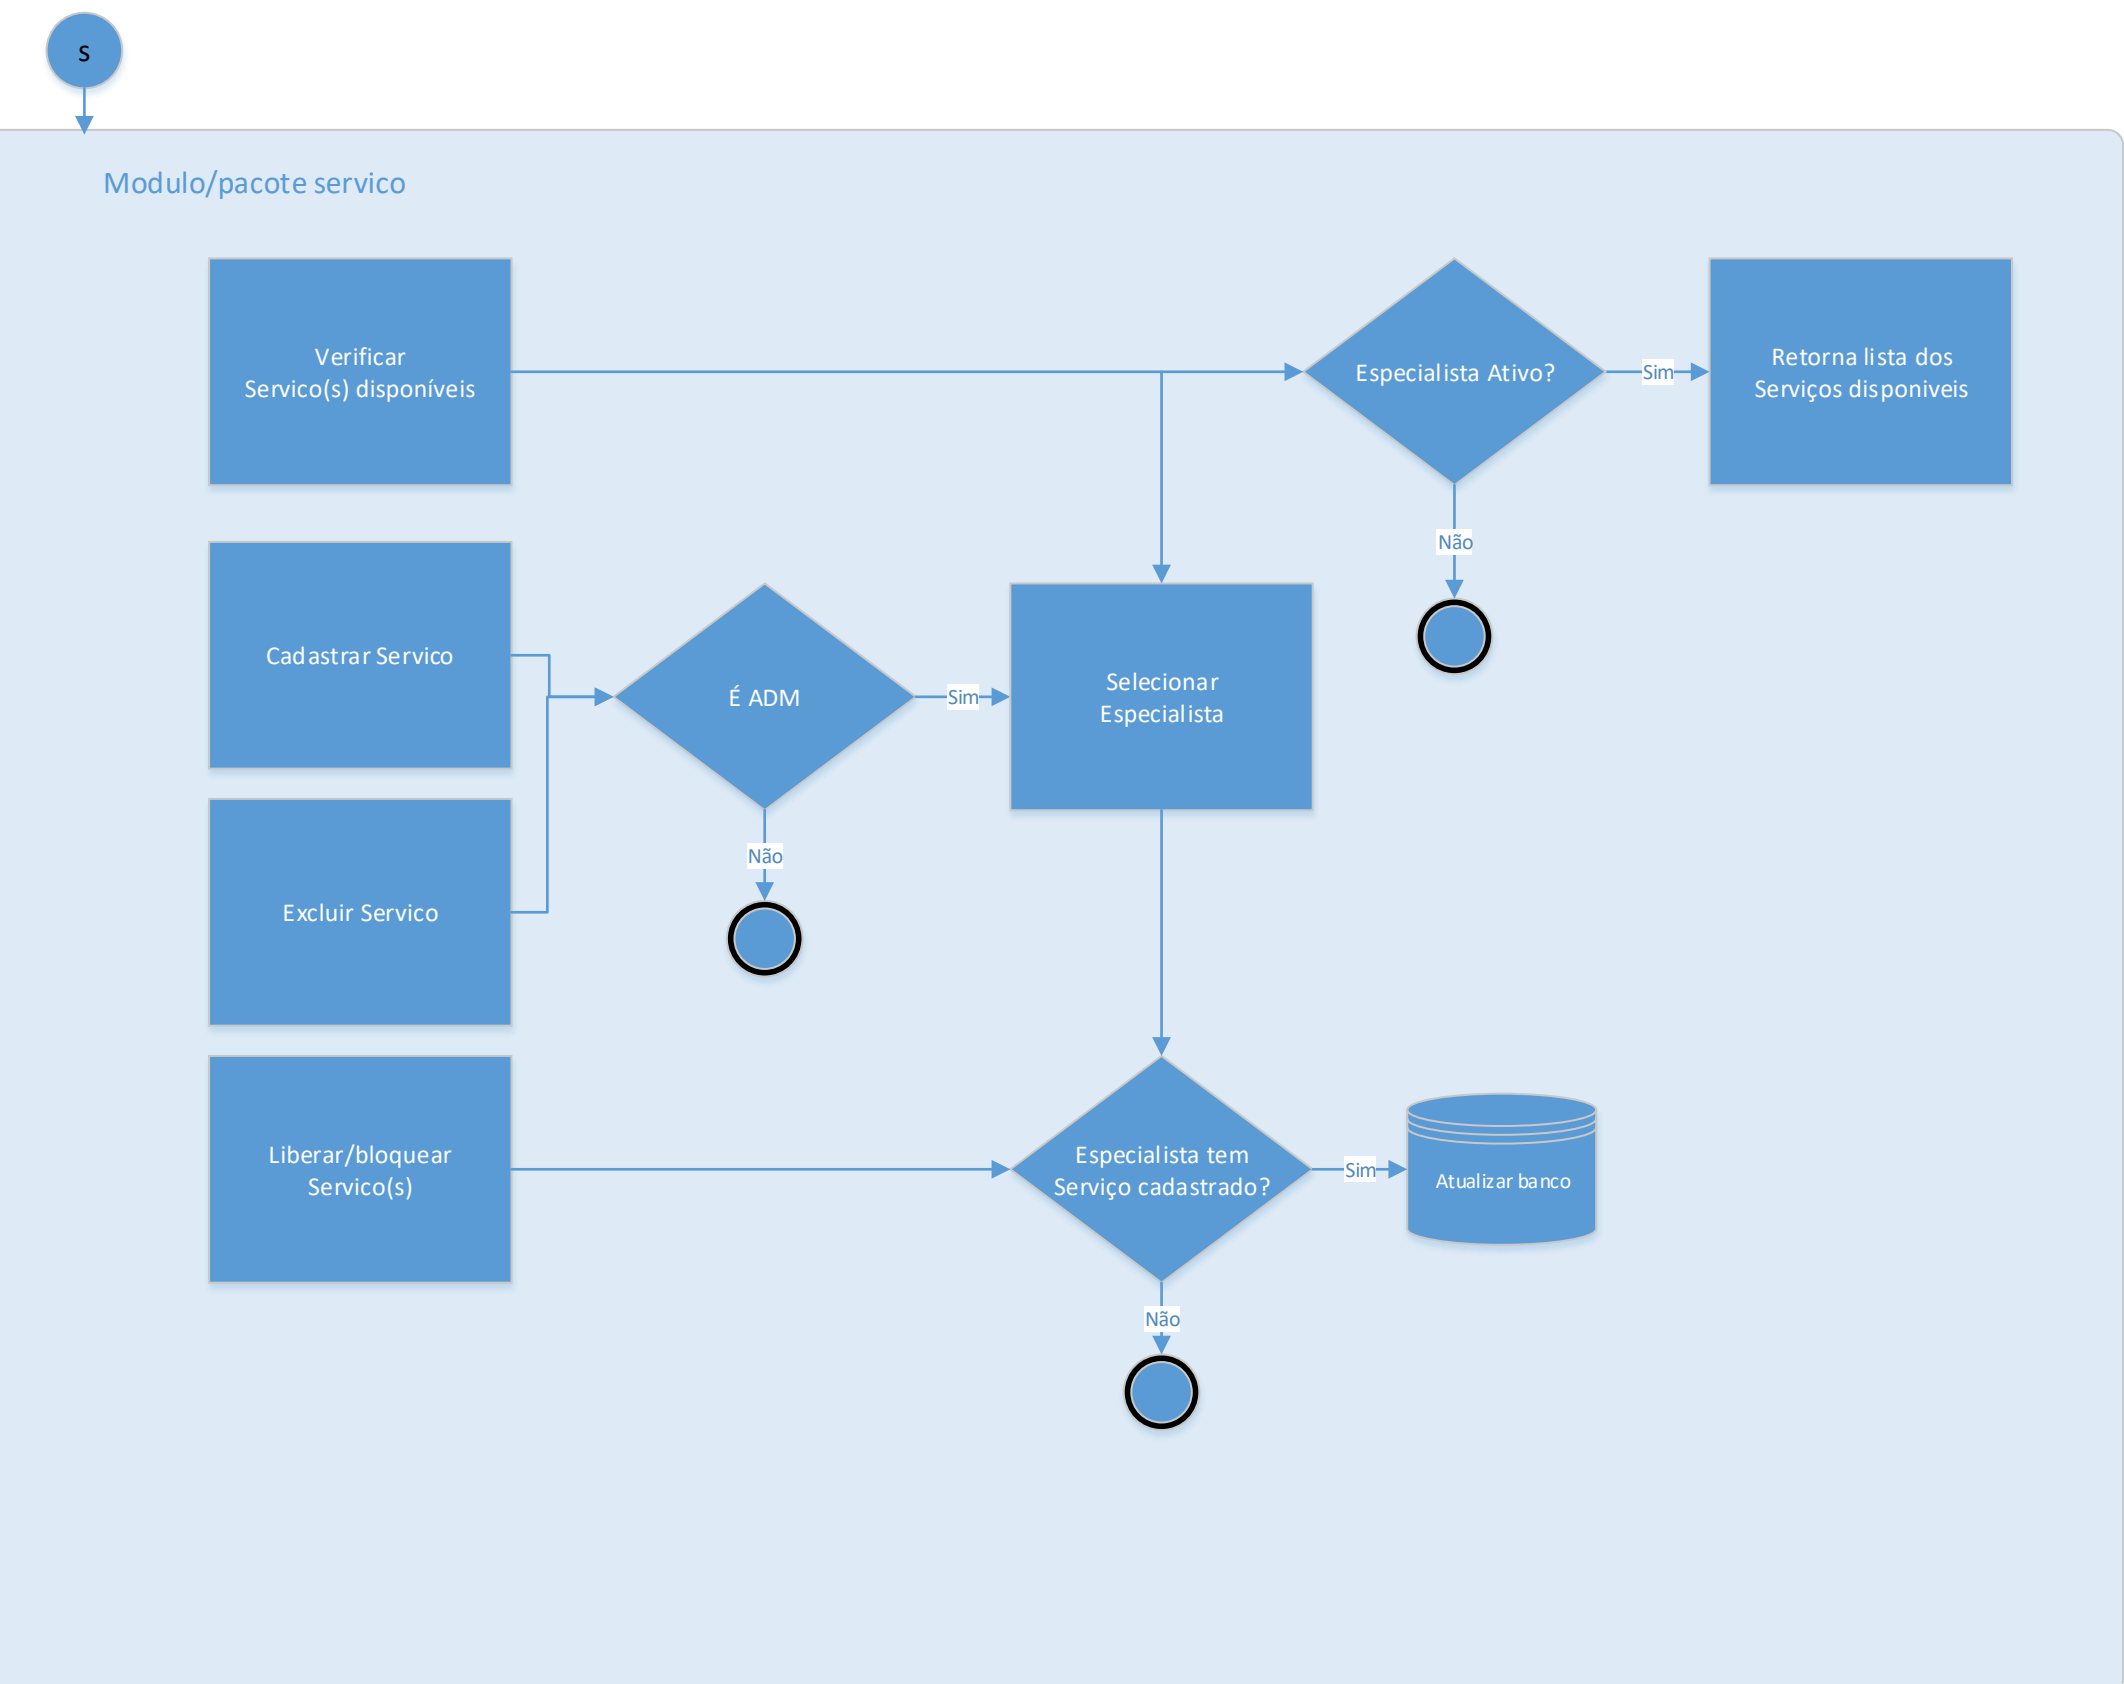 s
Modulo/pacote servico
Verificar
Servico(s) disponíveis
Especialista Ativo?
Sim
Retorna lista dos
Serviços disponiveis
Não
Cadastrar Servico
É ADM
Sim
Selecionar
Especialista
Não
Excluir Servico
Liberar/bloquear
Servico(s)
Especialista tem
Serviço cadastrado?
Sim
Atualizar banco
Não